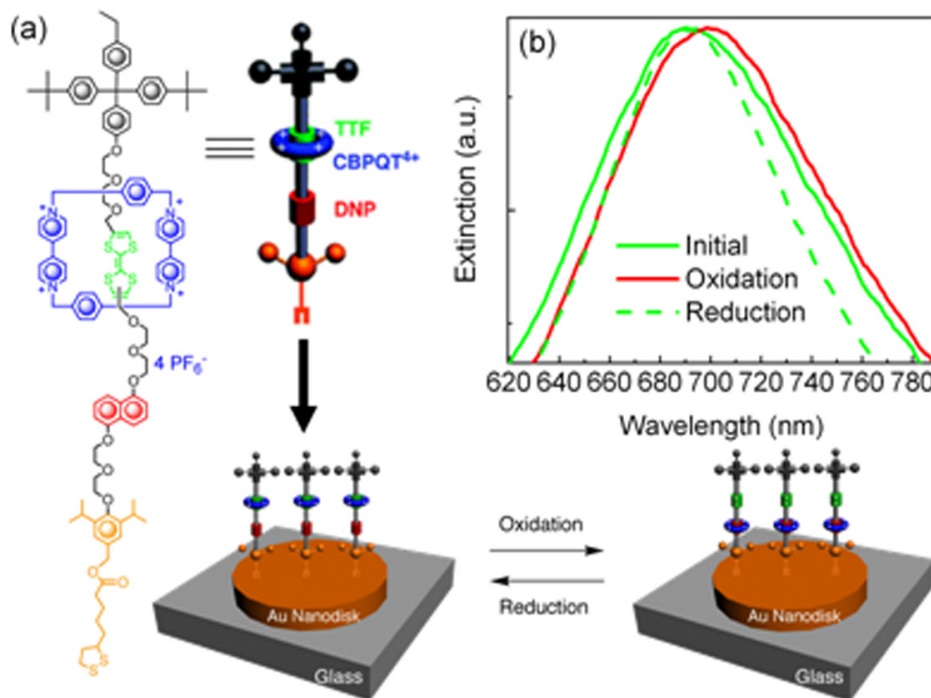 (a)
TTF
CBPQT4+
DNP
N+
N+
+N
N+
S
S
S
S
O
O
O
O
O
O
4 PF6-
O
O
O
O
O
O
S
S
(b)
Extinction (a.u.)
Initial
Oxidation
Reduction
620 640 660 680 700 720 740 760 780
Wavelength (nm)
Au Nanodisk
Glass
Oxidation
Reduction
Au Nanodisk
Glass